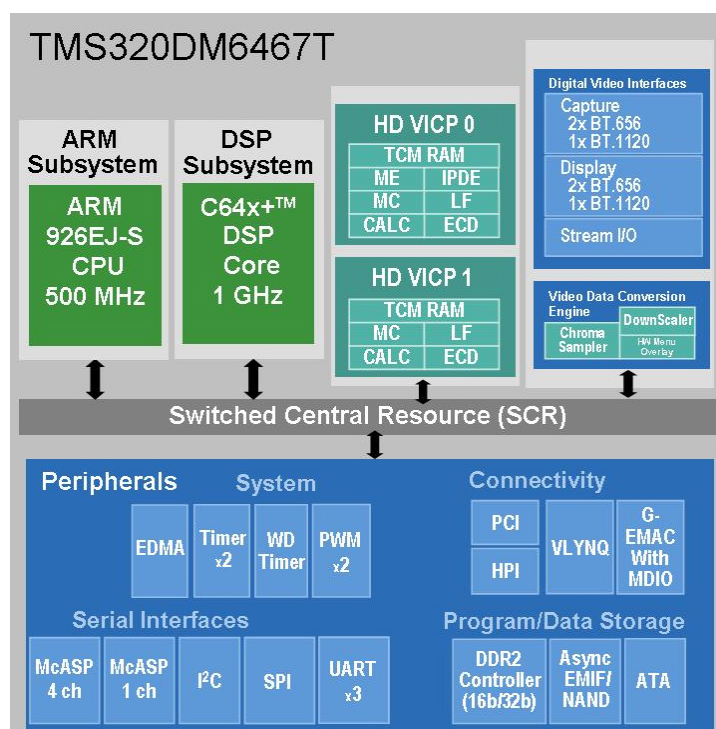 TMS320DM6467T
ARM
Subsystem
ARM
926EJ-S
CPU
500 MHz
DSP
Subsystem
C64x+™
DSP
Core
1 GHz
HD VICP 0
TCM RAM
ME IPDE
MC LF
CALC ECD
HD VICP 1
TCM RAM
MC LF
CALC ECD
Digital Video Interfaces
Capture
2x BT.656
1x BT.1120
Display
2x BT.656
1x BT.1120
Stream I/O
Video Data Conversion
Engine
DownScaler
Chroma
Sampler
HW Menu
Overlay
Switched Central Resource (SCR)
Peripherals
System
EDMA
Timer
x2
WD
Timer
PWM
x2
Connectivity
PCI
HPI
VLYNQ
G-
EMAC
With
MDIO
Serial Interfaces
McASP
4 ch
McASP
1 ch
I²C
SPI
UART
x3
Program/Data Storage
DDR2
Controller
(16b/32b)
Async
EMIF/
NAND
ATA